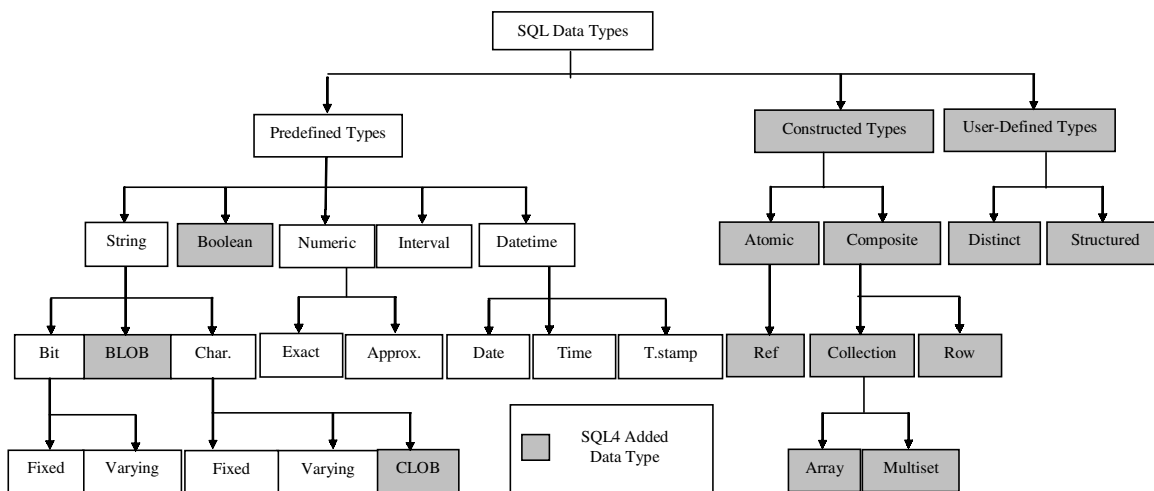 SQL Data Types
Predefined Types
Constructed Types
User-Defined Types
String
Boolean
Numeric
Interval
Datetime
Atomic
Composite
Distinct
Structured
Bit
BLOB
Char.
Exact
Approx.
Date
Time
T.stamp
Ref
Collection
Row
Fixed
Varying
Fixed
Varying
CLOB
SQL4 Added
Data Type
Array
Multiset